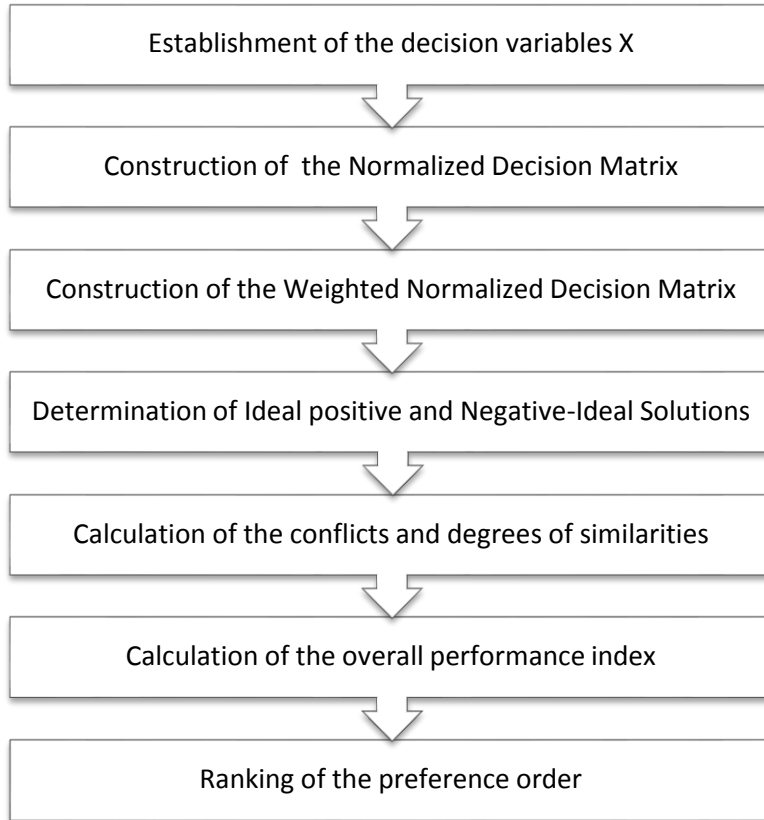 Establishment of the decision variables X
Construction of  the Normalized Decision Matrix
Construction of the Weighted Normalized Decision Matrix
Determination of Ideal positive and Negative-Ideal Solutions
Calculation of the conflicts and degrees of similarities
Calculation of the overall performance index
Ranking of the preference order